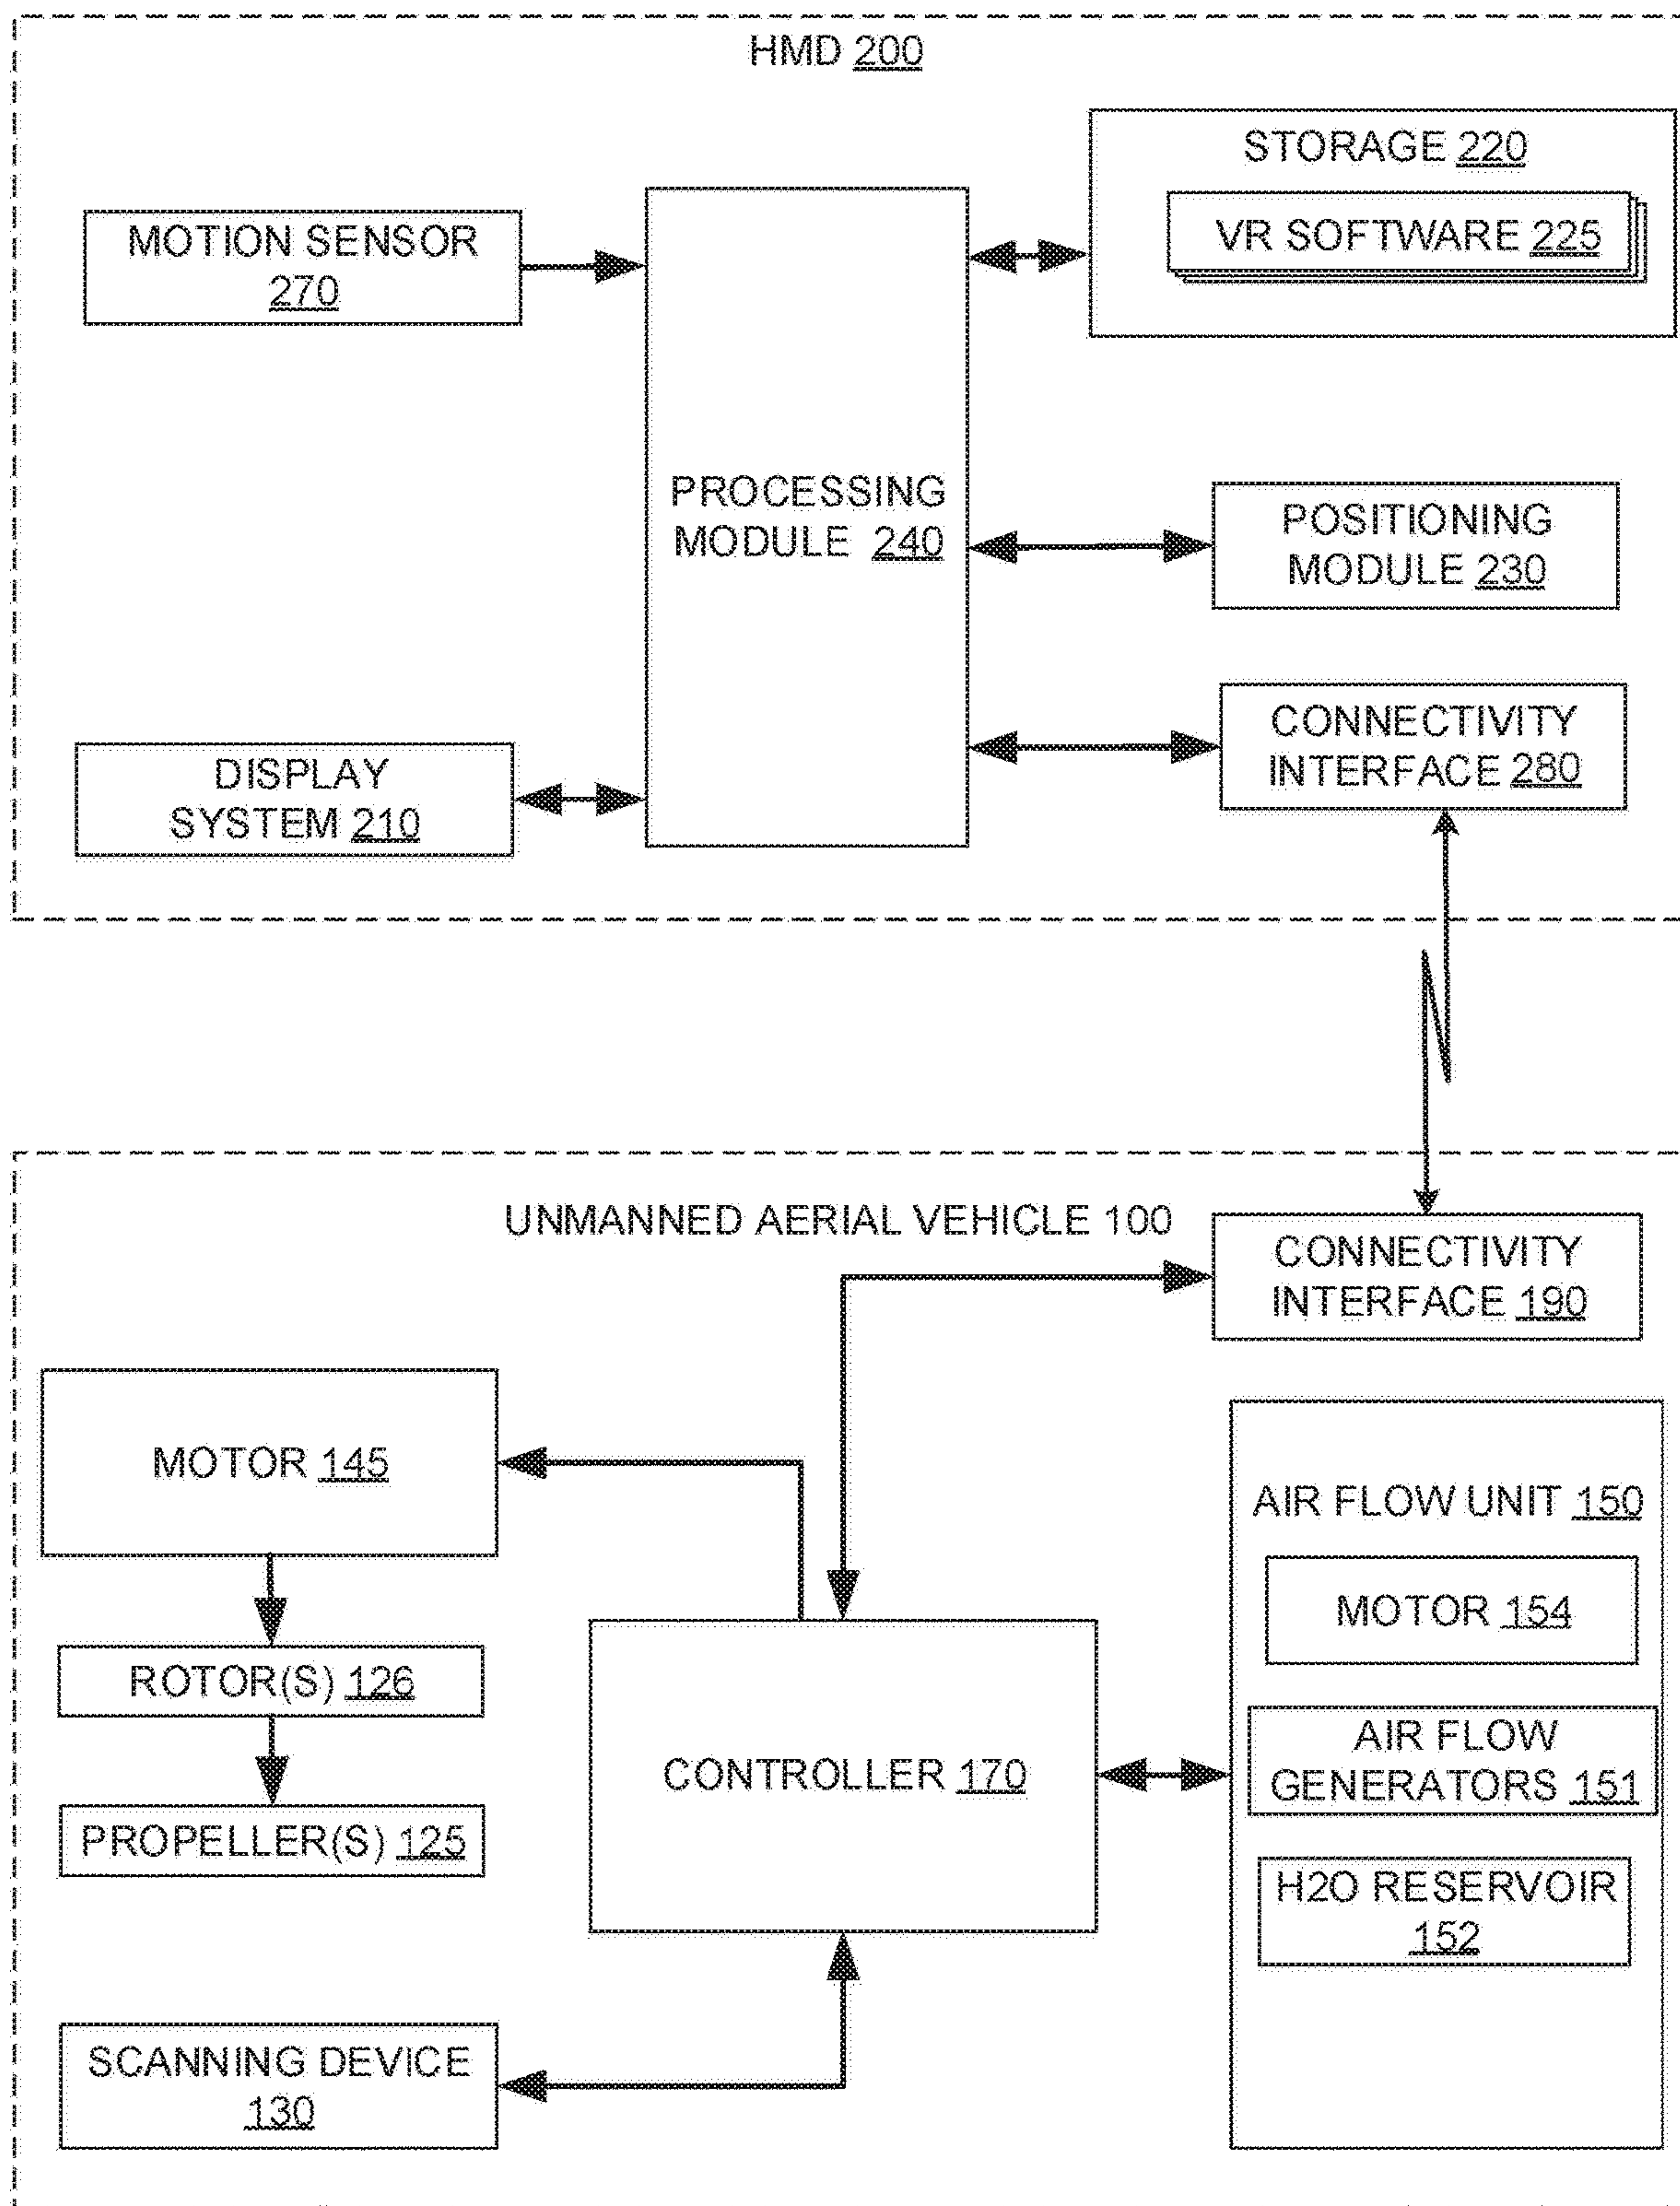 HMD 200
STORAGE 220
VR SOFTWARE 225
MOTION SENSOR
270
PROCESSING
MODULE 240
POSITIONING
MODULE 230
CONNECTIVITY
INTERFACE 280
DISPLAY
SYSTEM 210
UNMANNED AERIAL VEHICLE 100
CONNECTIVITY
INTERFACE 190
MOTOR 145
AIR FLOW UNIT 150
MOTOR 154
ROTOR(S) 126
AIR FLOW
GENERATORS 151
CONTROLLER 170
PROPELLER(S) 125
H2O RESERVOIR
152
SCANNING DEVICE
130